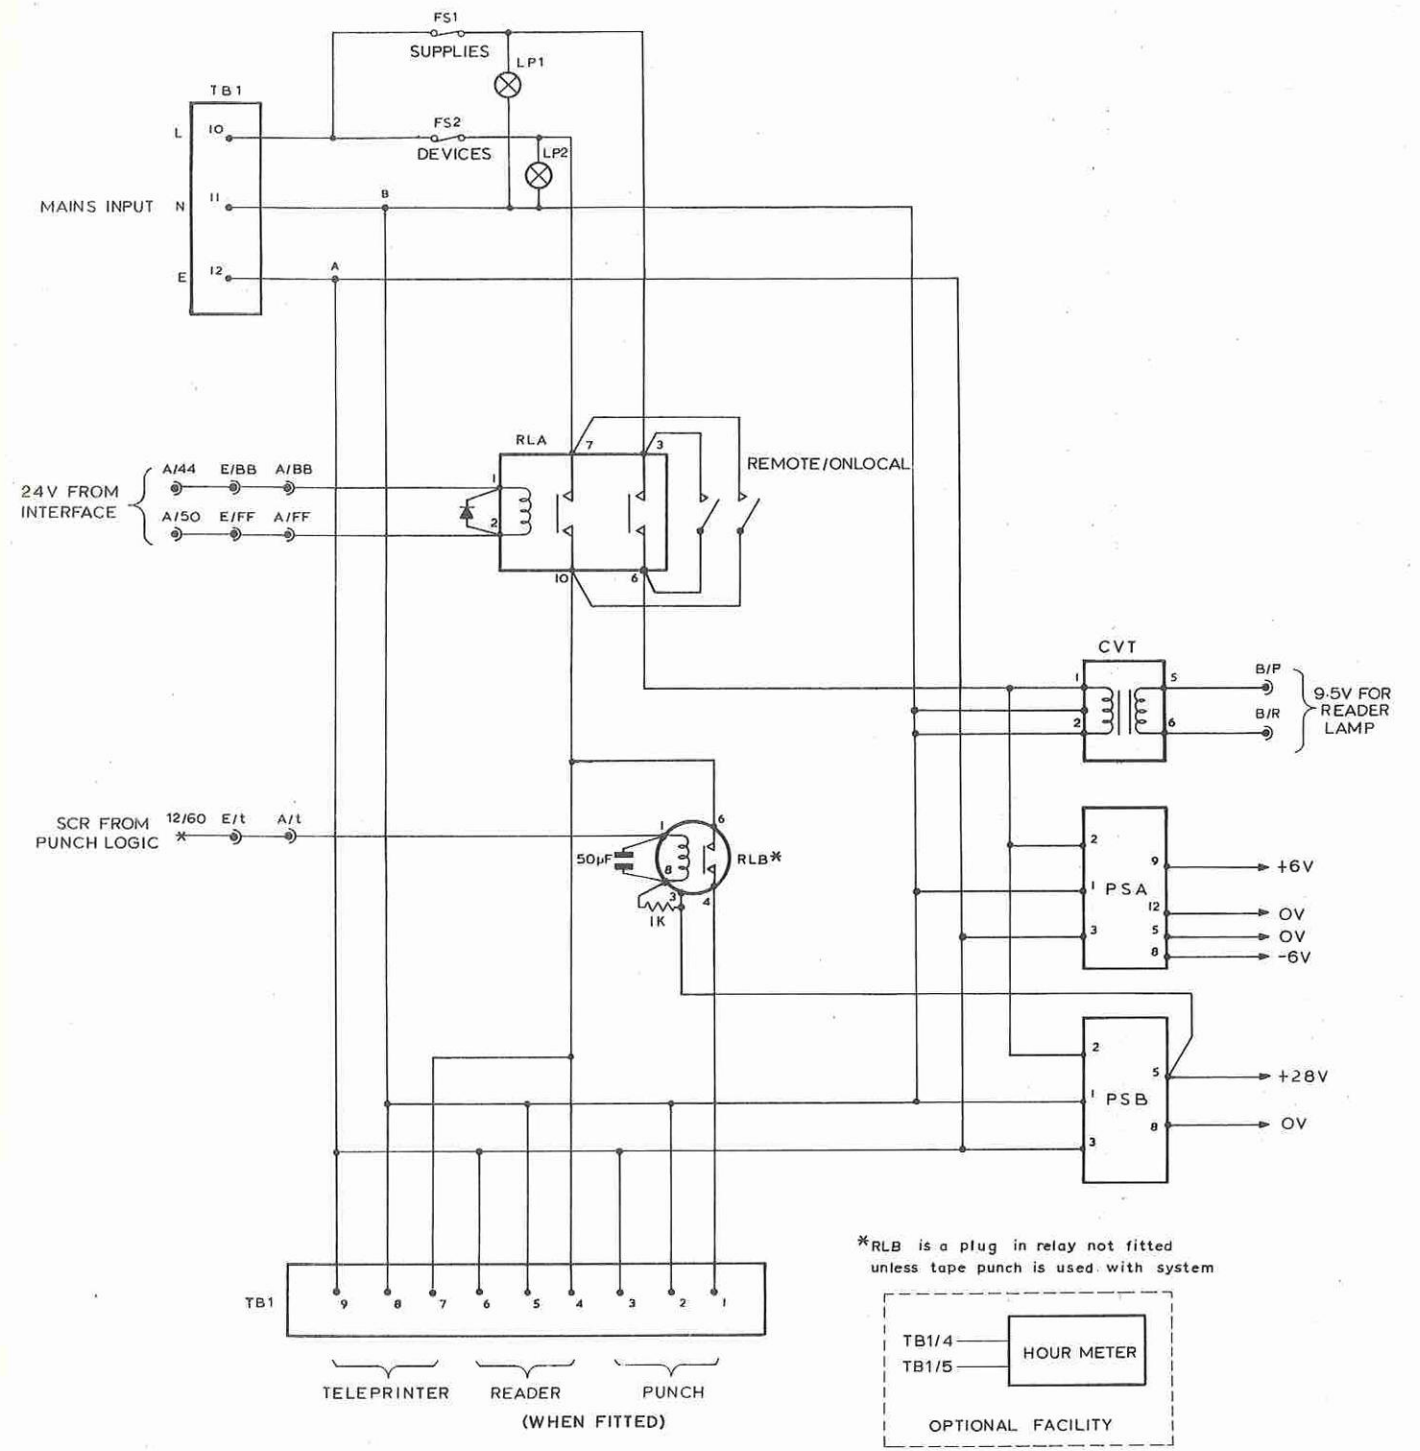 FS1
SUPPLIES
LP1
TB1
L 10
FS2
DEVICES
LP2
MAINS INPUT N 11
B
E 12
A
RLA
7
3
REMOTE/ONLOCAL
24V FROM
INTERFACE
A/44 E/BB A/BB
1
A/50 E/FF A/FF
2
10
6
CVT
1
5
B/P
2
6
B/R
9.5V FOR
READER
LAMP
SCR FROM
PUNCH LOGIC
12/60 E/t A/t
1
6
50µF
8
RLB*
3
4
1K
2
9
+6V
1 PSA
12
0V
3
5
0V
8
-6V
2
5
+28V
1 PSB
8
0V
3
*RLB is a plug in relay not fitted
unless tape punch is used with system
TB1
9 8 7 6 5 4 3 2 1
TELEPRINTER READER PUNCH
(WHEN FITTED)
TB1/4
TB1/5
HOUR METER
OPTIONAL FACILITY